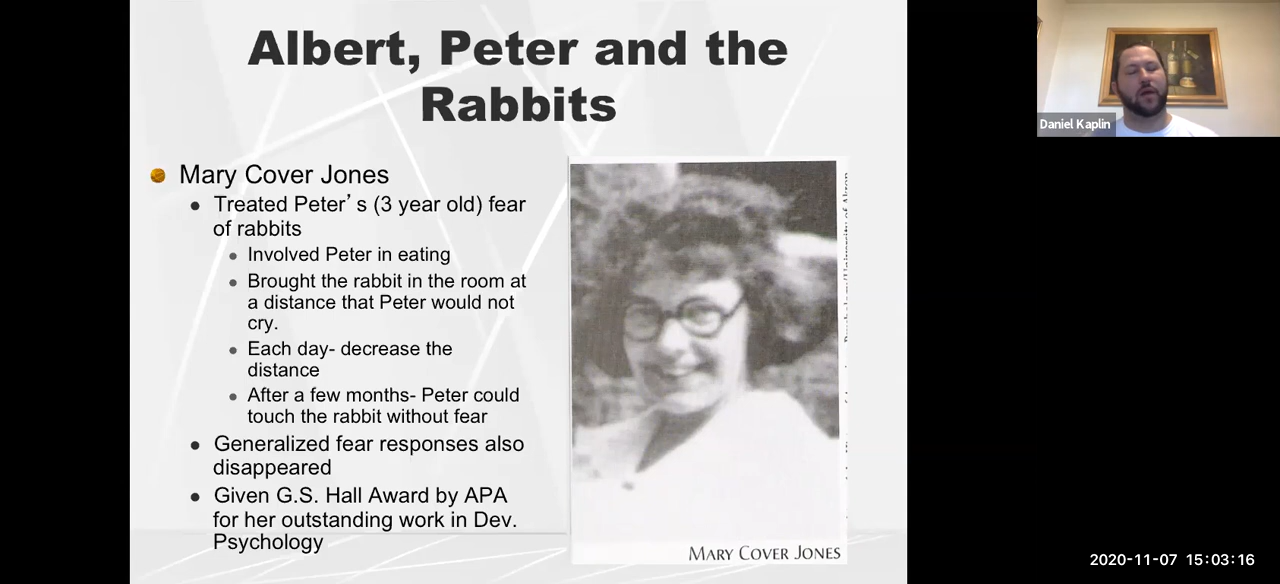 Albert, Peter and the
Rabbits
Mary Cover Jones
Treated Peter’s (3 year old) fear
of rabbits
Involved Peter in eating
Brought the rabbit in the room at
a distance that Peter would not
cry.
Each day- decrease the
distance
After a few months- Peter could
touch the rabbit without fear
Generalized fear responses also
disappeared
Given G.S. Hall Award by APA
for her outstanding work in Dev.
Psychology
MARY COVER JONES
Daniel Kaplin
2020-11-07 15:03:16